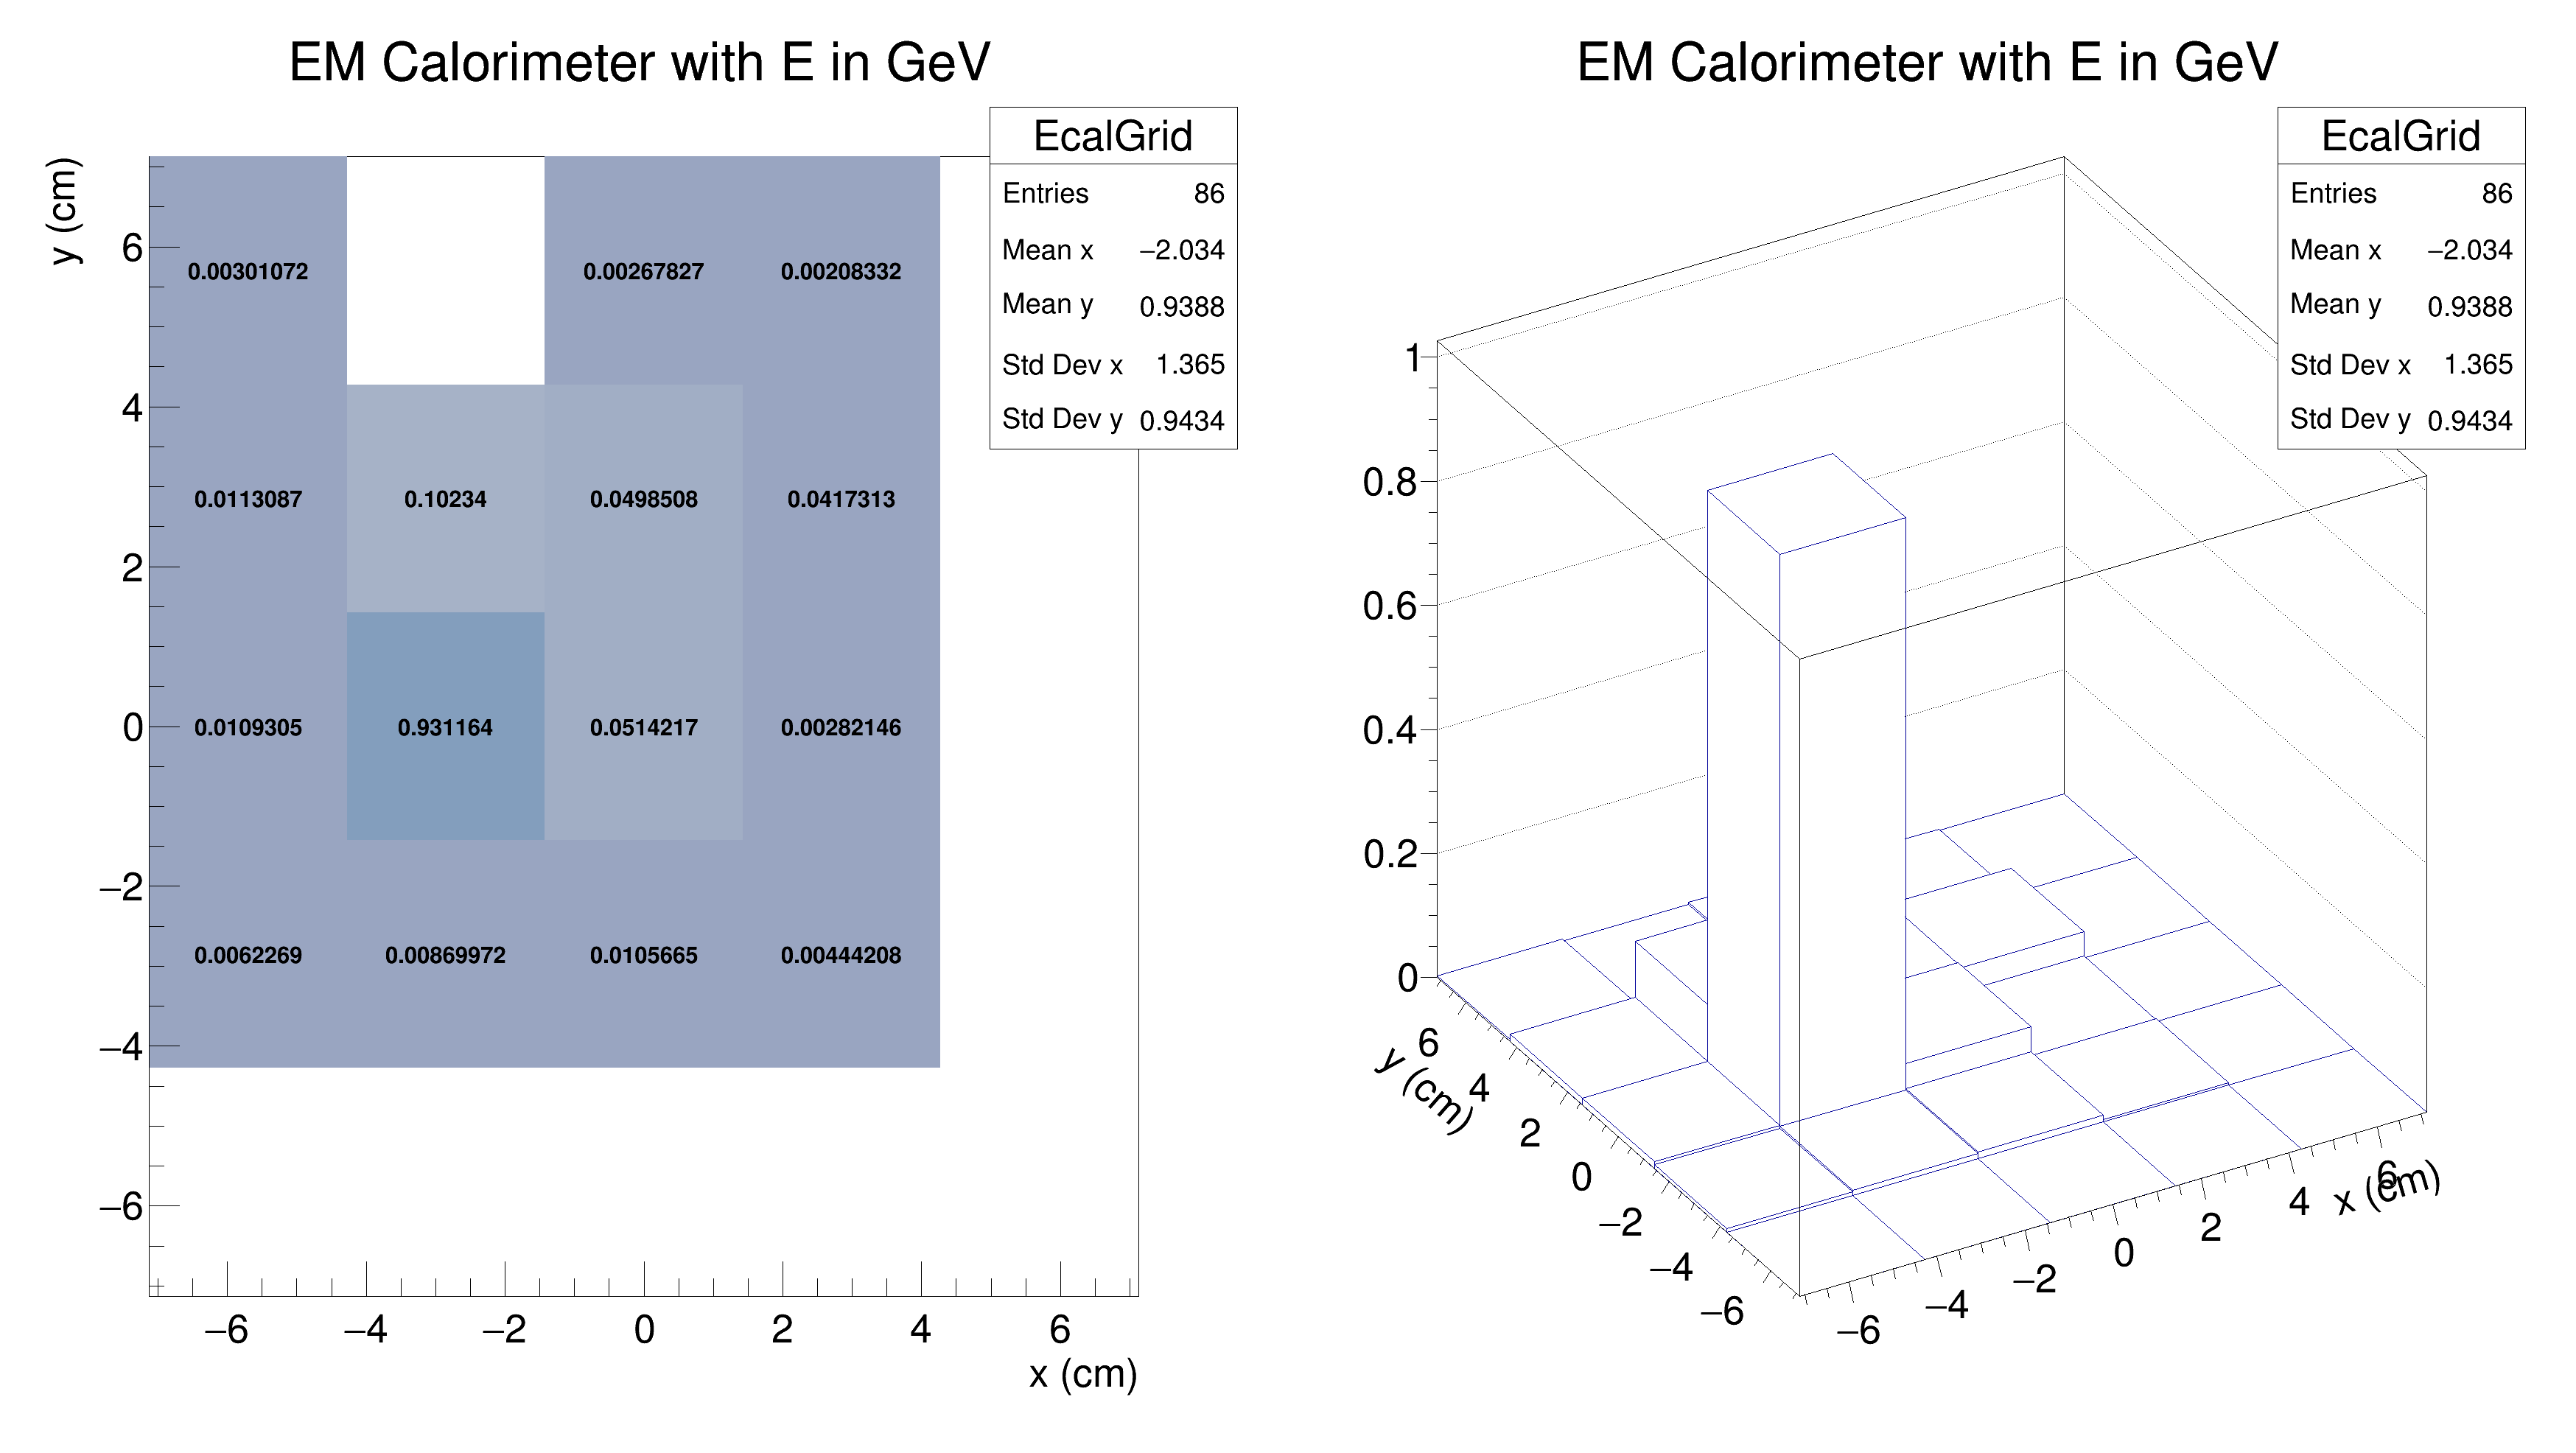 EM Calorimeter with E in GeV
EcalGrid
Entries 86
Mean x −2.034
Mean y 0.9388
Std Dev x 1.365
Std Dev y 0.9434
y (cm)
6
4
2
0
−2
−4
−6
0.00301072 0.00267827 0.00208332
0.0113087 0.10234 0.0498508 0.0417313
0.0109305 0.931164 0.0514217 0.00282146
0.0062269 0.00869972 0.0105665 0.00444208
−6 −4 −2 0 2 4 6
x (cm)
EM Calorimeter with E in GeV
EcalGrid
Entries 86
Mean x −2.034
Mean y 0.9388
Std Dev x 1.365
Std Dev y 0.9434
1
0.8
0.6
0.4
0.2
0
y (cm)
6
4
2
0
−2
−4
−6
−6 −4 −2 0 2 4 6
x (cm)